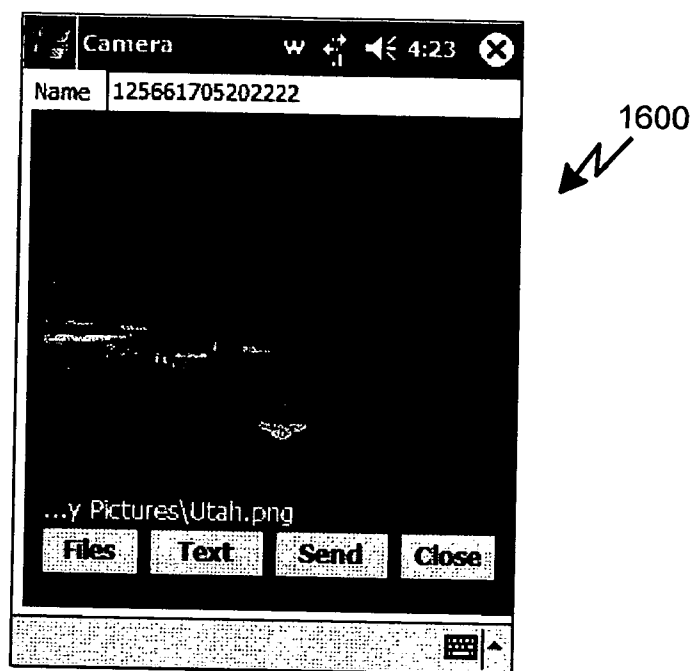 Camera W 4:23
Name 125661705202222
1600
...y Pictures\Utah.png
Files Text Send Close